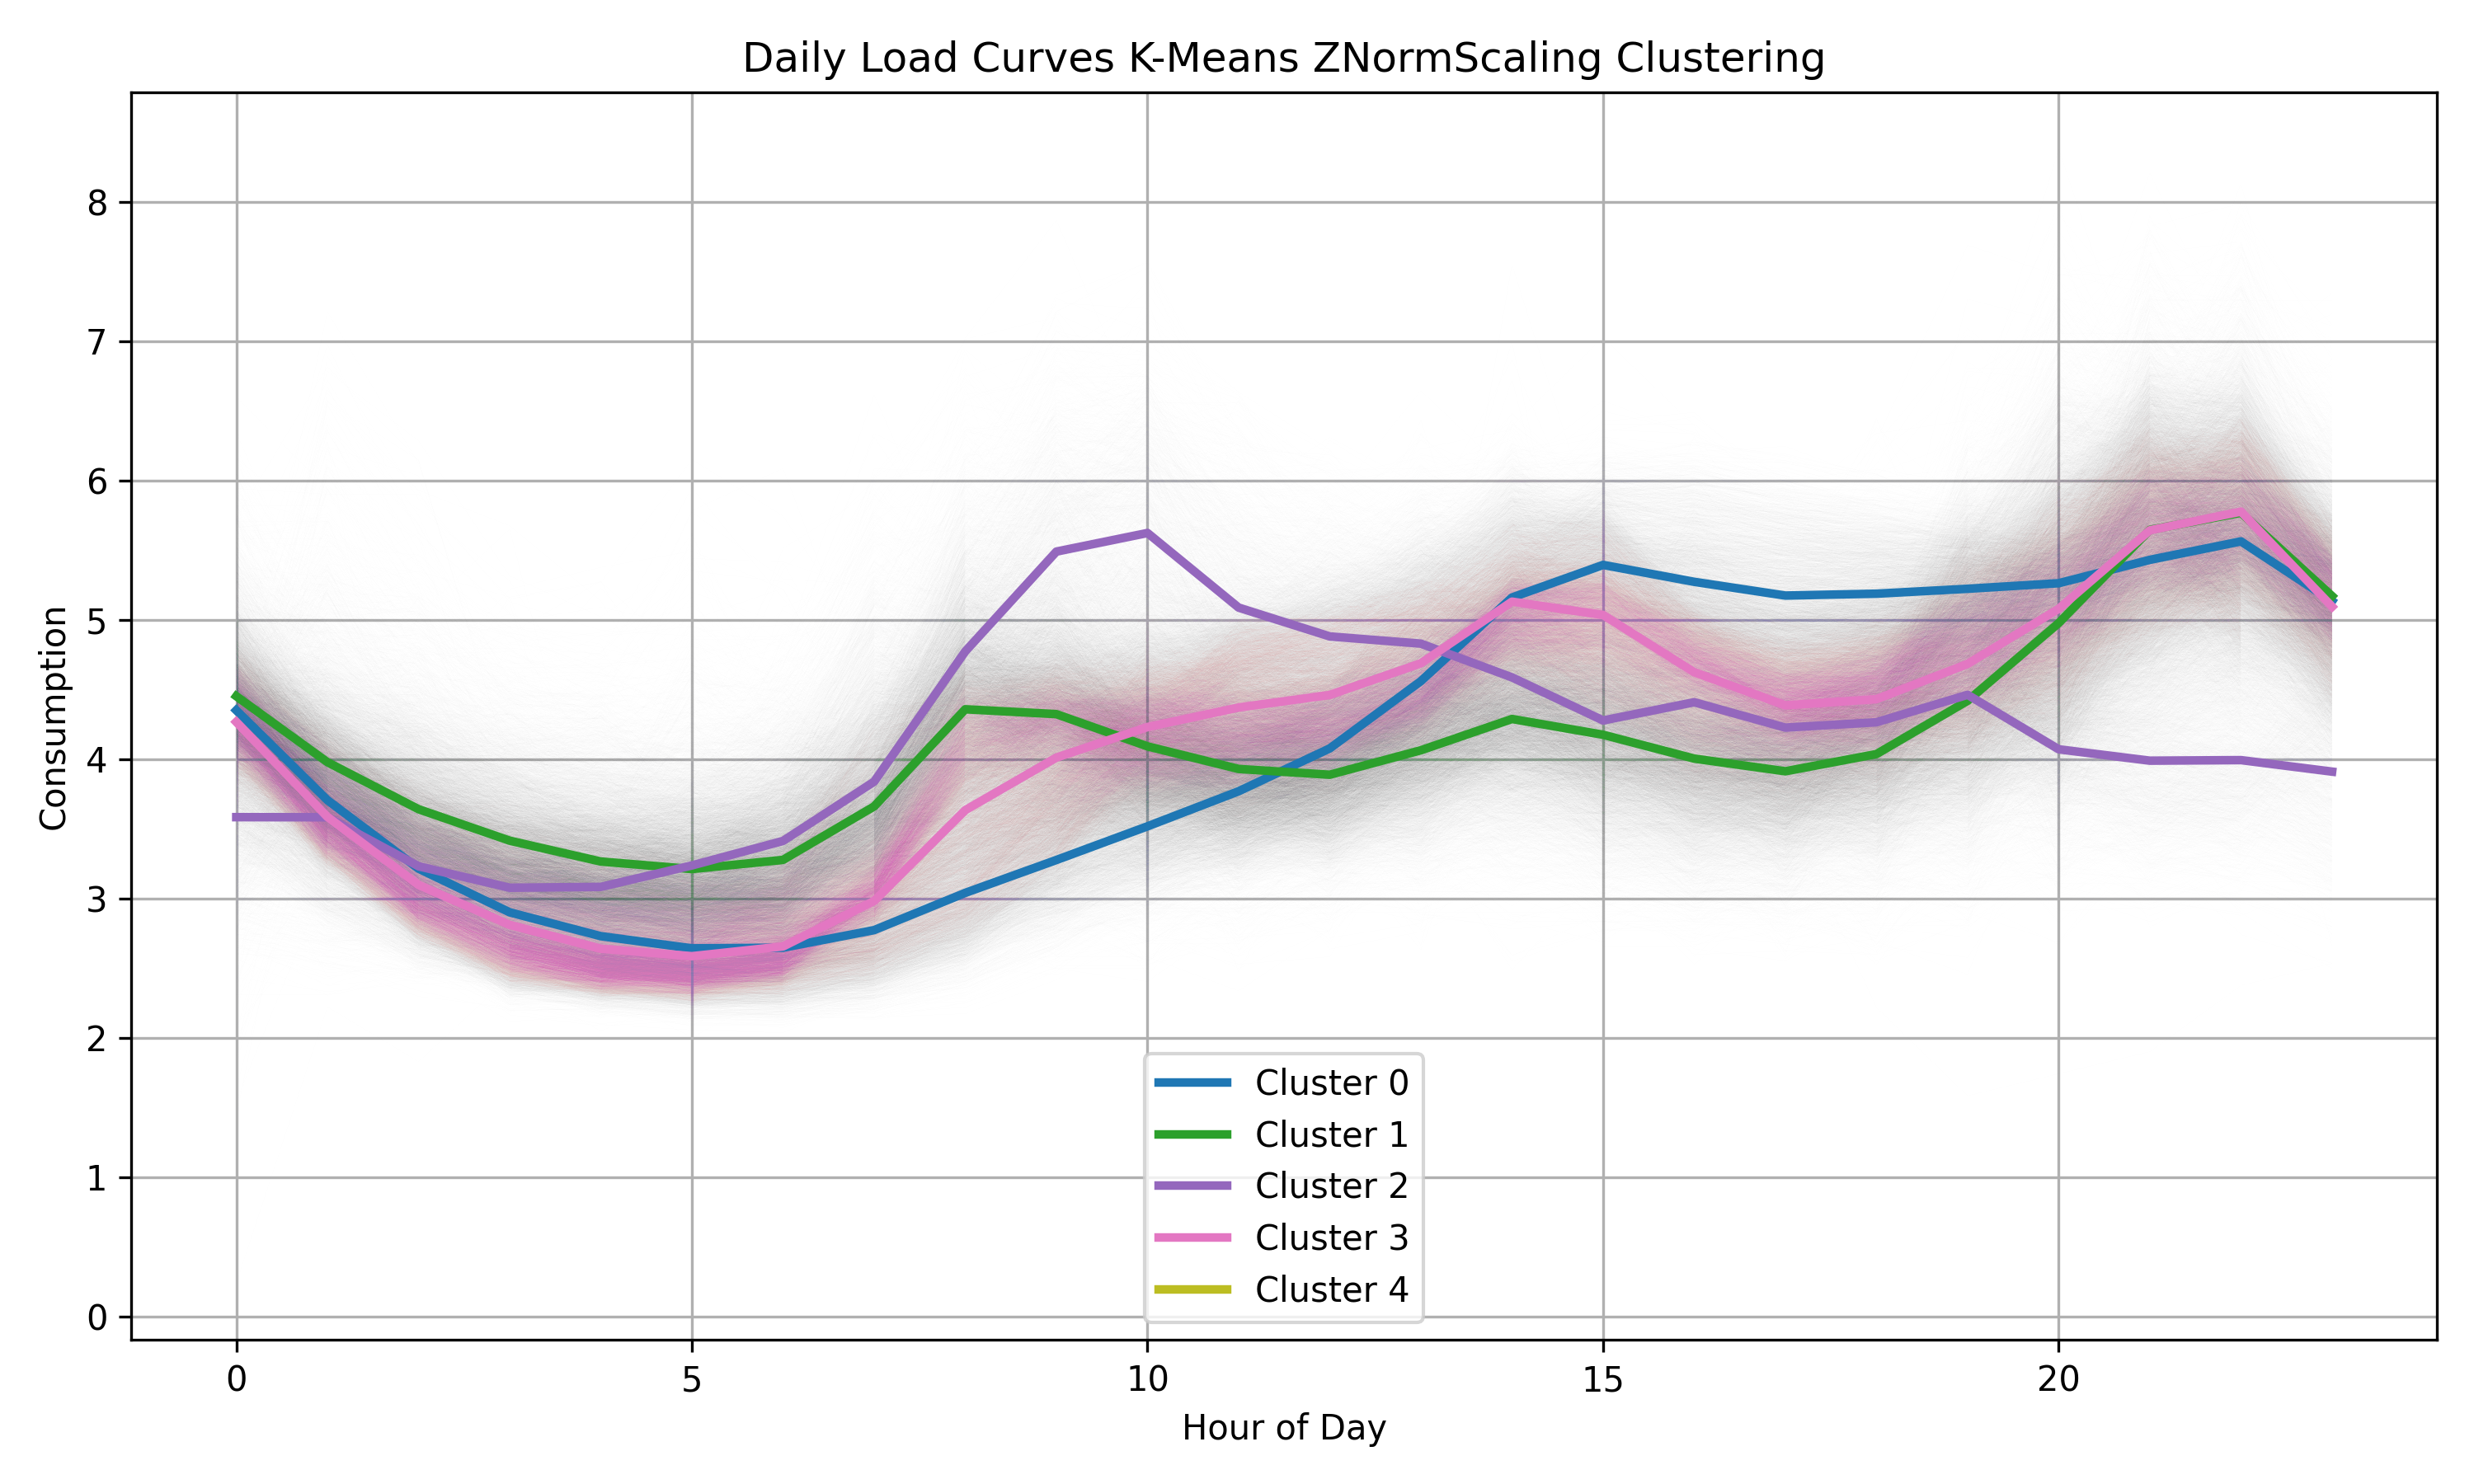 Daily Load Curves K-Means ZNormScaling Clustering
8
7
6
5
4
3
2
1
0
Consumption
Cluster 0
Cluster 1
Cluster 2
Cluster 3
Cluster 4
0 5 10 15 20
Hour of Day